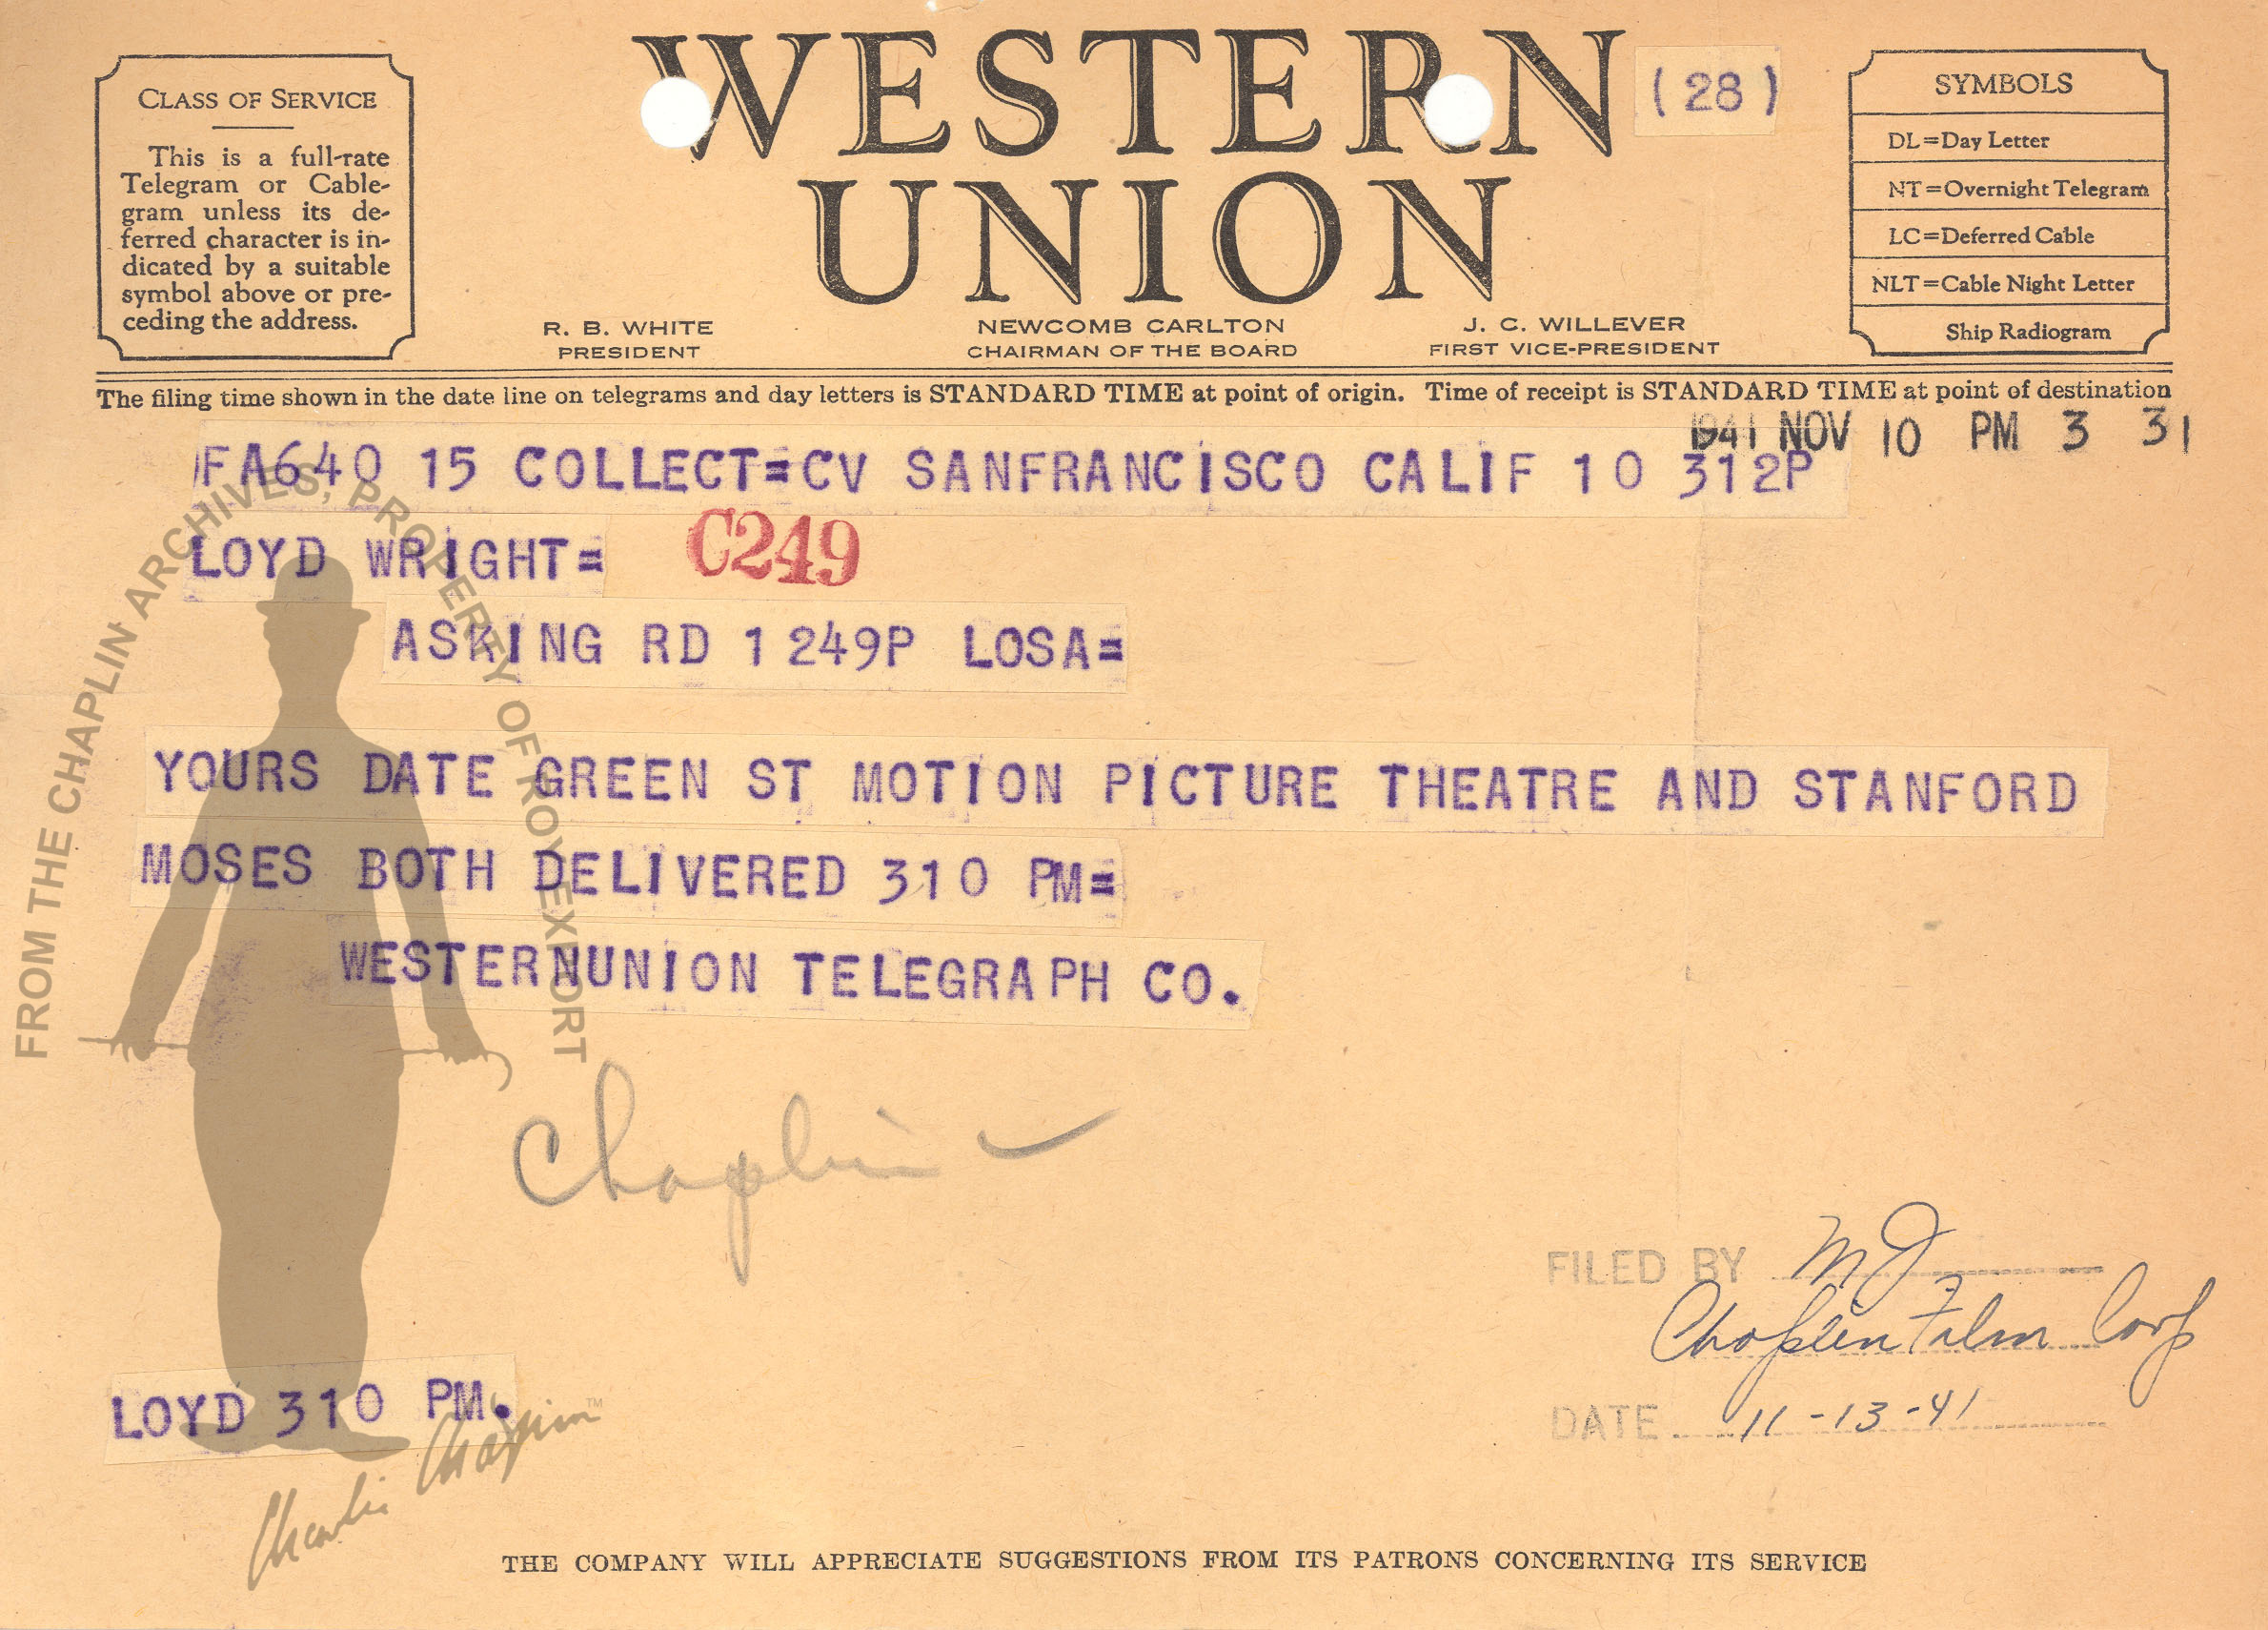 WESTERN
UNION
(28)
CLASS OF SERVICE
This is a full-rate
Telegram or Cable-
gram unless its de-
ferred character is in-
dicated by a suitable
symbol above or pre-
ceding the address.
SYMBOLS
DL=Day Letter
NT=Overnight Telegram
LC=Deferred Cable
NLT=Cable Night Letter
Ship Radiogram
R. B. WHITE
PRESIDENT
NEWCOMB CARLTON
CHAIRMAN OF THE BOARD
J. C. WILLEVER
FIRST VICE-PRESIDENT
The filing time shown in the date line on telegrams and day letters is STANDARD TIME at point of origin. Time of receipt is STANDARD TIME at point of destination
1941 NOV 10 PM 3 31
FA640 15 COLLECT=CV SANFRANCISCO CALIF 10 312P
LOYD WRIGHT=
C249
ASKING RD 1 249P LOSA=
YOURS DATE GREEN ST MOTION PICTURE THEATRE AND STANFORD
MOSES BOTH DELIVERED 310 PM=
WESTERNUNION TELEGRAPH CO.
Chaplin
FILED BY MJ
Chaplin Film Corp
DATE 11-13-41
LOYD 310 PM.
FROM THE CHAPLIN ARCHIVES, PROPERTY OF ROY EXPORT
Charlie Chaplin™
THE COMPANY WILL APPRECIATE SUGGESTIONS FROM ITS PATRONS CONCERNING ITS SERVICE